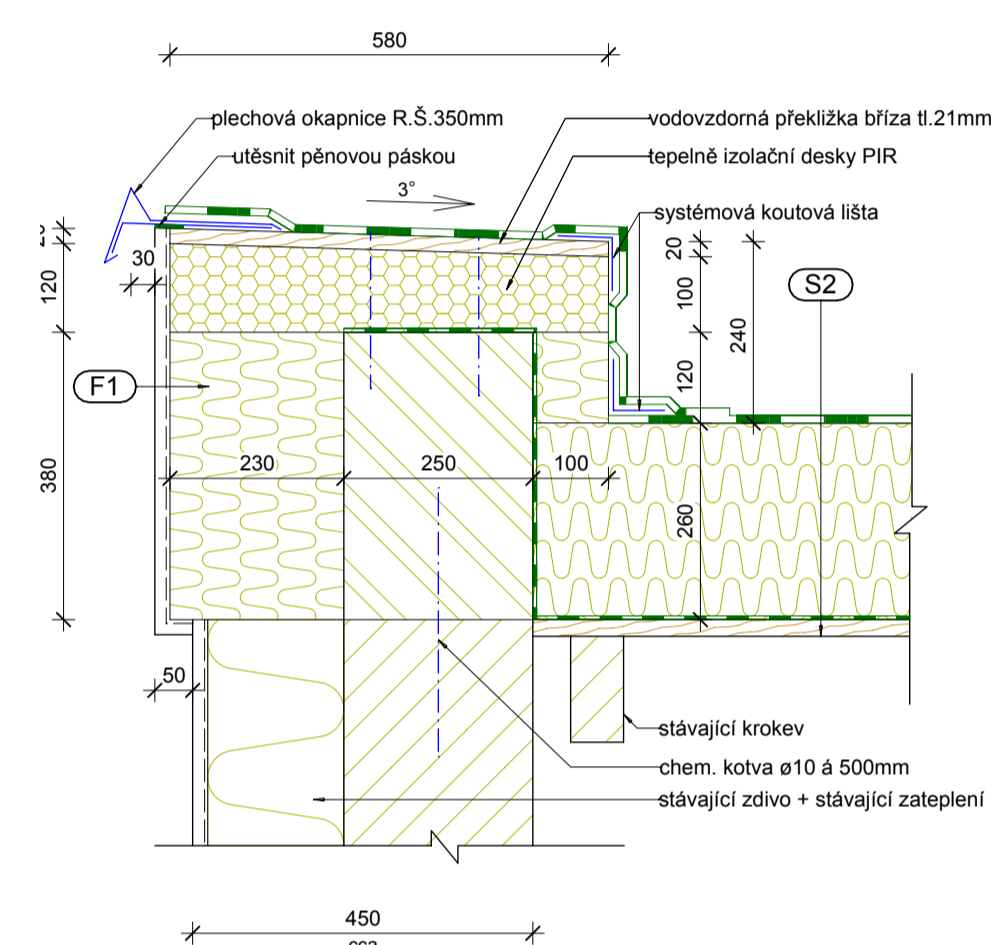 580
plechová okapnice R.Š.350mm
vodovzdorná překližka bříza tl.21mm
utěsnit pěnovou páskou
tepelně izolační desky PIR
3°
systémová koutová lišta
20
30
120
100
S2
240
120
F1
380
230
250
100
260
50
stávající krokev
chem. kotva ø10 á 500mm
stávající zdivo + stávající zateplení
450